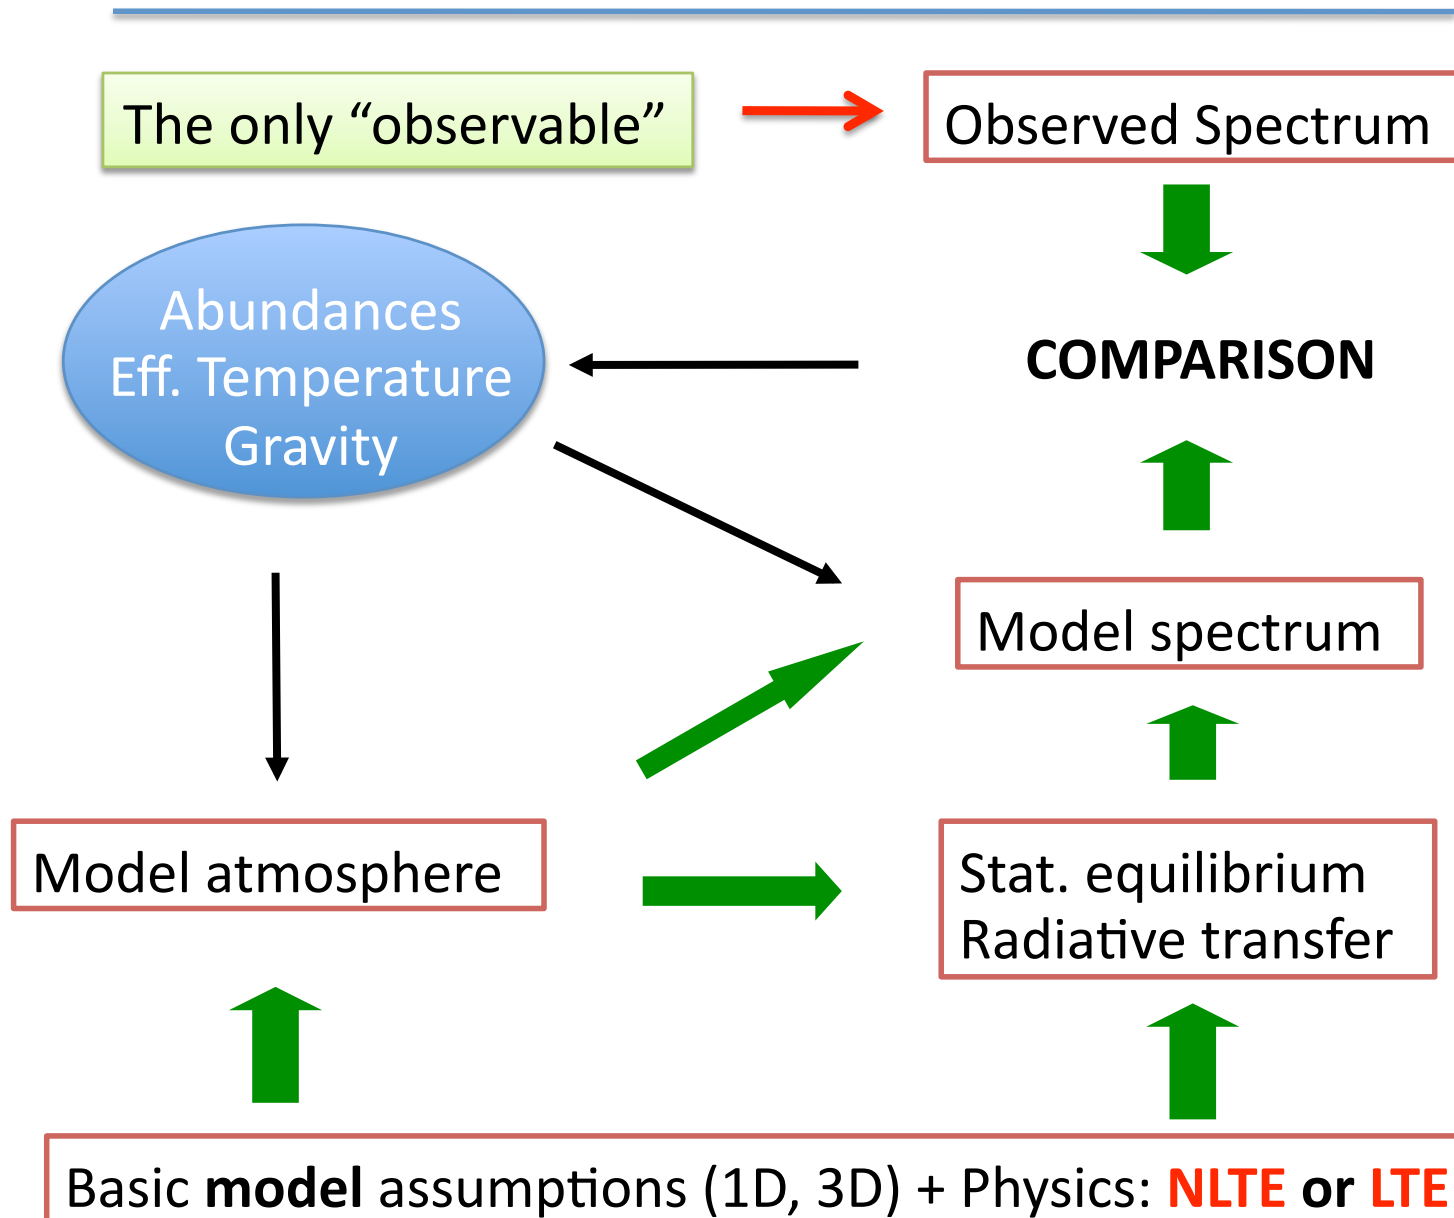 The only “observable”
Observed Spectrum
Abundances
Eff. Temperature
Gravity
COMPARISON
Model spectrum
Model atmosphere
Stat. equilibrium
Radiative transfer
Basic model assumptions (1D, 3D) + Physics: NLTE or LTE